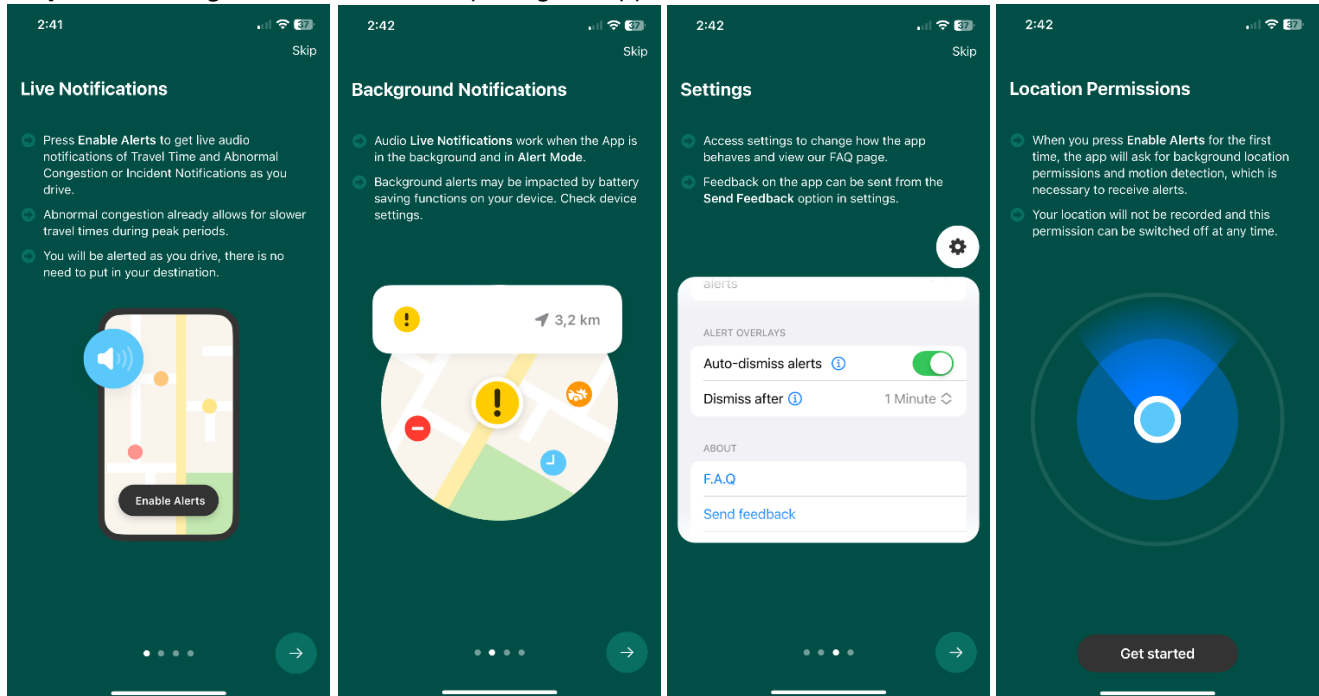 2:41
37
Skip
Live Notifications
Press Enable Alerts to get live audio
notifications of Travel Time and Abnormal
Congestion or Incident Notifications as you
drive.
Abnormal congestion already allows for slower
travel times during peak periods.
You will be alerted as you drive, there is no
need to put in your destination.
Enable Alerts
2:42
37
Skip
Background Notifications
Audio Live Notifications work when the App is
in the background and in Alert Mode.
Background alerts may be impacted by battery
saving functions on your device. Check device
settings.
3,2 km
2:42
37
Skip
Settings
Access settings to change how the app
behaves and view our FAQ page.
Feedback on the app can be sent from the
Send Feedback option in settings.
alerts
ALERT OVERLAYS
Auto-dismiss alerts
Dismiss after
1 Minute
ABOUT
F.A.Q
Send feedback
2:42
37
Location Permissions
When you press Enable Alerts for the first
time, the app will ask for background location
permissions and motion detection, which is
necessary to receive alerts.
Your location will not be recorded and this
permission can be switched off at any time.
Get started